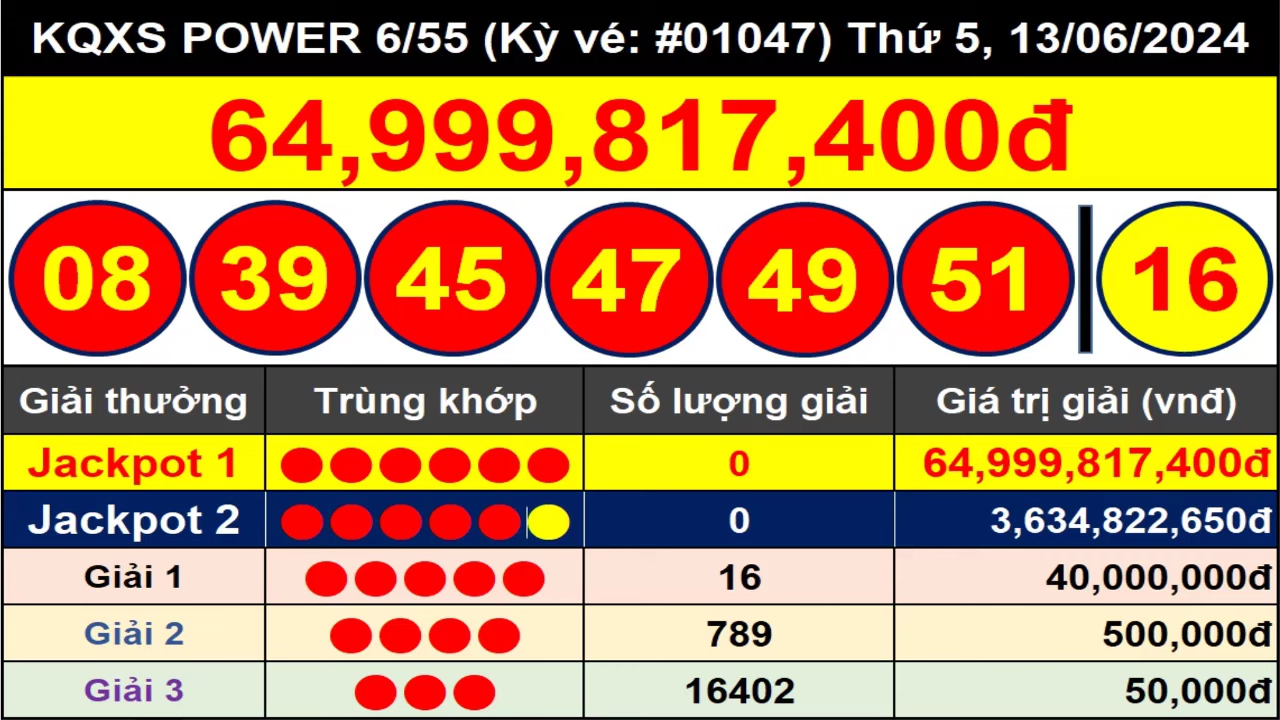 KQXS POWER 6/55 (Kỳ vé: #01047) Thứ 5, 13/06/2024
64,999,817,400đ
08 39 45 47 49 51 16
Giải thưởng Trùng khớp Số lượng giải Giá trị giải (vnđ)
Jackpot 1 0 64,999,817,400đ
Jackpot 2 0 3,634,822,650đ
Giải 1 16 40,000,000đ
Giải 2 789 500,000đ
Giải 3 16402 50,000đ